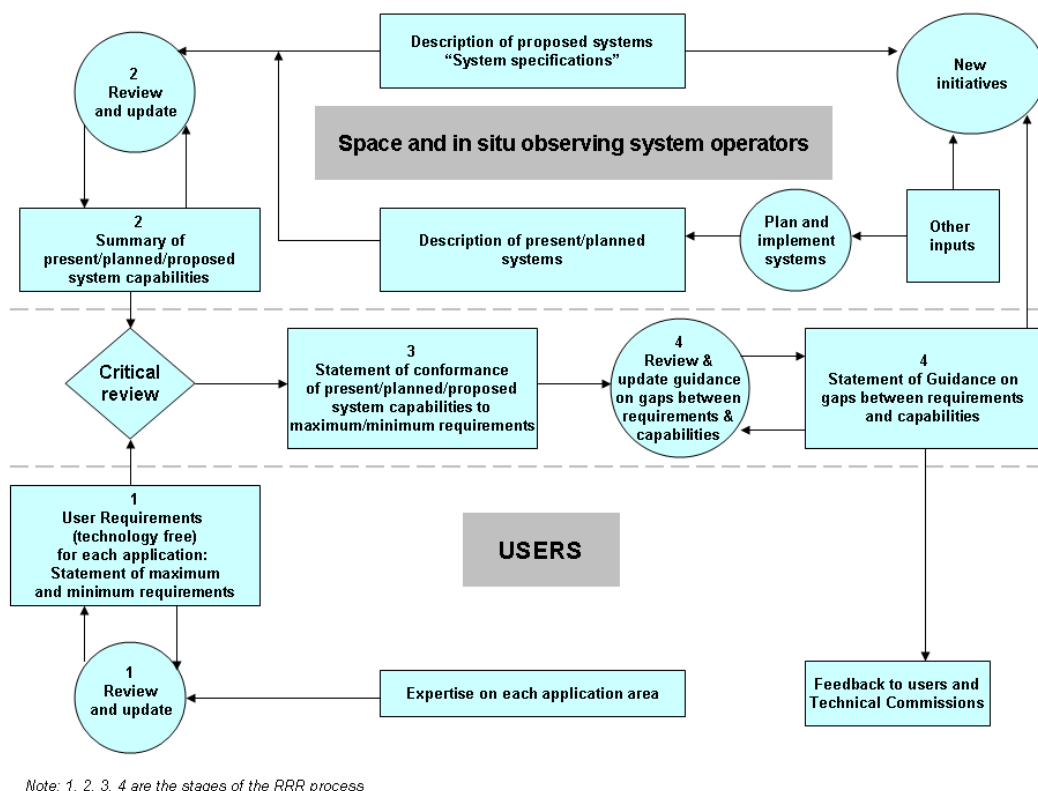 Description of proposed systems
“System specifications”
2
Review
and update
New
initiatives
Space and in situ observing system operators
2
Summary of
present/planned/proposed
system capabilities
Description of present/planned
systems
Plan and
implement
systems
Other
inputs
Critical
review
3
Statement of conformance
of present/planned/proposed
system capabilities to
maximum/minimum requirements
4
Review &
update guidance
on gaps between
requirements &
capabilities
4
Statement of Guidance on
gaps between requirements
and capabilities
1
User Requirements
(technology free)
for each application:
Statement of maximum
and minimum requirements
USERS
1
Review
and update
Expertise on each application area
Feedback to users and
Technical Commissions
Note: 1, 2, 3, 4 are the stages of the RRR process